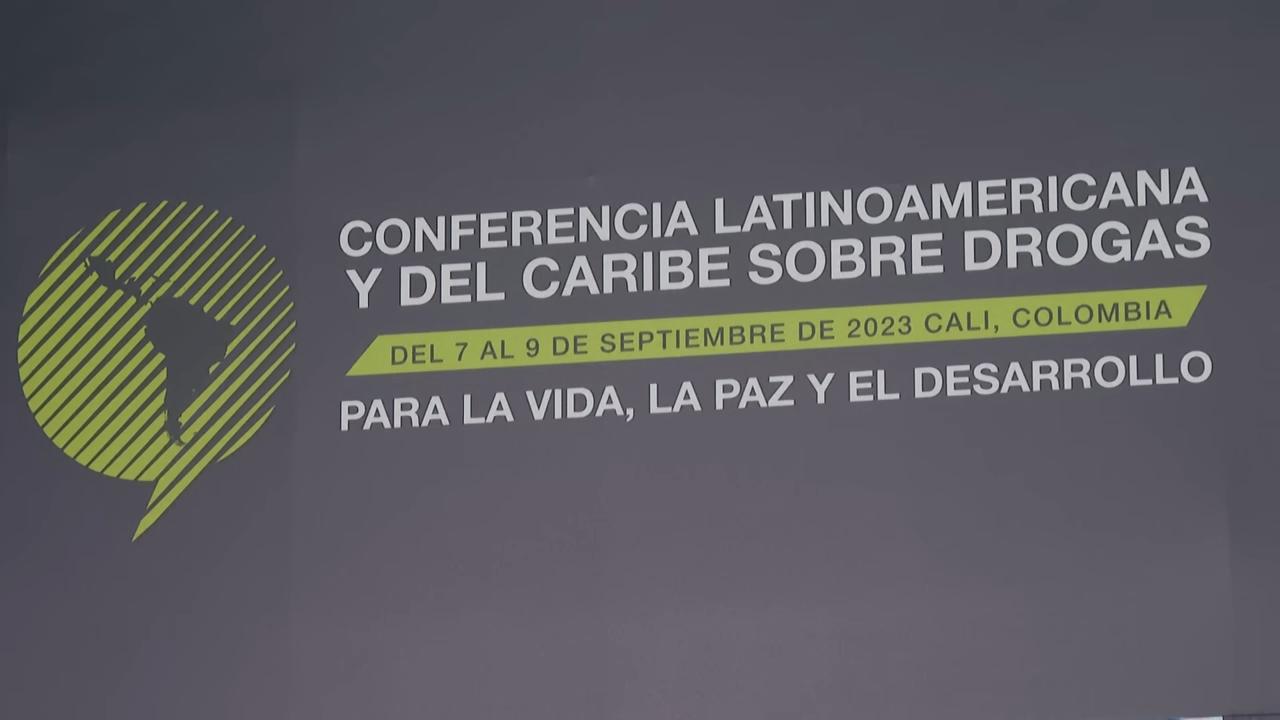 CONFERENCIA LATINOAMERICANA
Y DEL CARIBE SOBRE DROGAS
DEL 7 AL 9 DE SEPTIEMBRE DE 2023 CALI, COLOMBIA
PARA LA VIDA, LA PAZ Y EL DESARROLLO